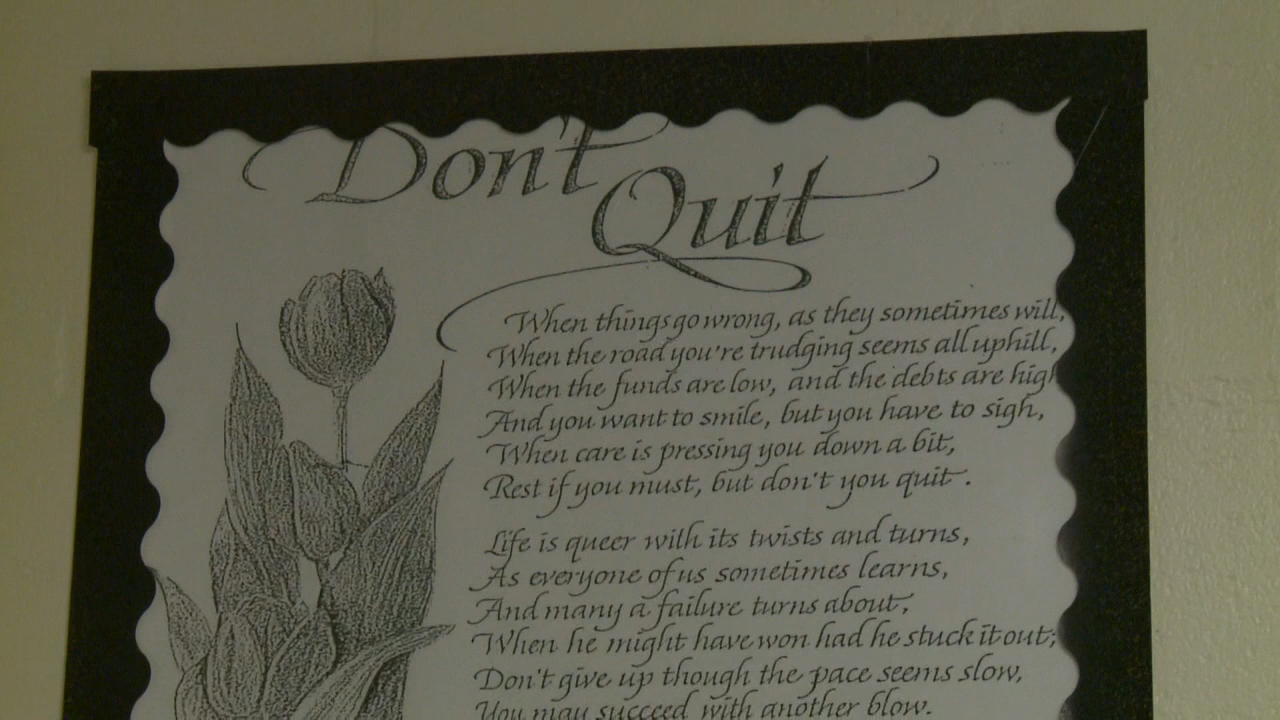 Don't
Quit
When things go wrong, as they sometimes will,
When the road you're trudging seems all uphill,
When the funds are low, and the debts are high
And you want to smile, but you have to sigh,
When care is pressing you down a bit,
Rest if you must, but don't you quit.
Life is queer with its twists and turns,
As everyone of us sometimes learns,
And many a failure turns about,
When he might have won had he stuck it out;
Don't give up though the pace seems slow,
You may succeed with another blow.